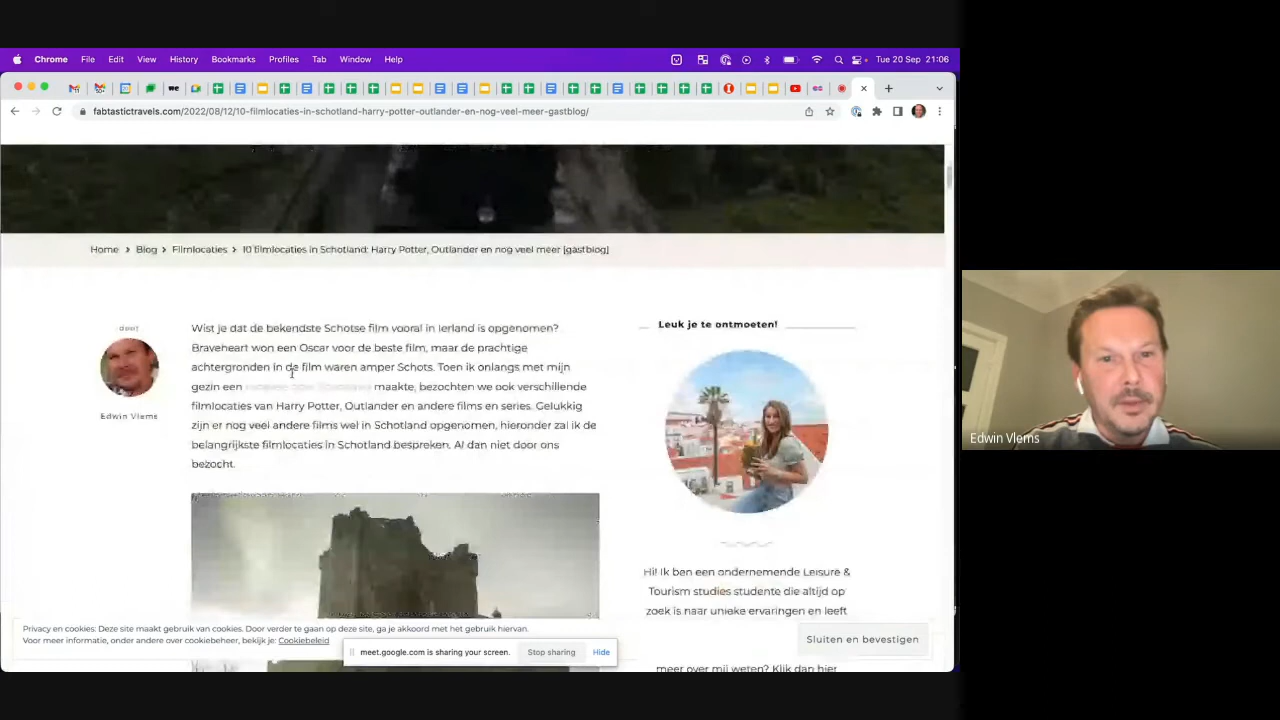 Chrome File Edit View History Bookmarks Profiles Tab Window Help Tue 20 Sep 21:06
fabtastictravels.com/2022/08/12/10-filmlocaties-in-schotland-harry-potter-outlander-en-nog-veel-meer-gastblog/
Home > Blog > Filmlocaties > 10 filmlocaties in Schotland: Harry Potter, Outlander en nog veel meer [gastblog]
door
Edwin Vlems
Wist je dat de bekendste Schotse film vooral in Ierland is opgenomen?
Braveheart won een Oscar voor de beste film, maar de prachtige
achtergronden in de film waren amper Schots. Toen ik onlangs met mijn
gezin een maakte, bezochten we ook verschillende
filmlocaties van Harry Potter, Outlander en andere films en series. Gelukkig
zijn er nog veel andere films wel in Schotland opgenomen, hieronder zal ik de
belangrijkste filmlocaties in Schotland bespreken. Al dan niet door ons
bezocht.
Leuk je te ontmoeten!
Hi! Ik ben een ondernemende Leisure &
Tourism studies studente die altijd op
zoek is naar unieke ervaringen en leeft
meer over mij weten? Klik dan hier
Privacy en cookies: Deze site maakt gebruik van cookies. Door verder te gaan op deze site, ga je akkoord met het gebruik hiervan.
Voor meer informatie, onder andere over cookiebeheer, bekijk je: Cookiebeleid
Sluiten en bevestigen
meet.google.com is sharing your screen. Stop sharing Hide
Edwin Vlems